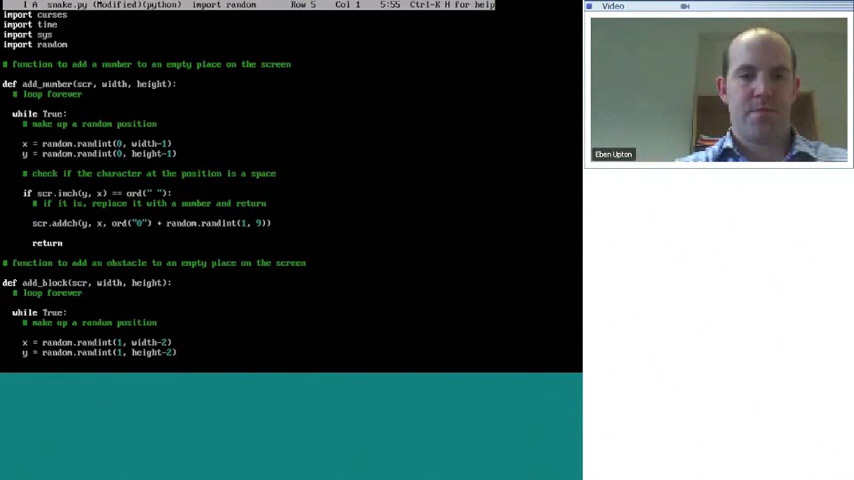 I A snake.py (Modified)(python) import random Row 5 Col 1 5:55 Ctrl-K H for help
import curses
import time
import sys
import random
# function to add a number to an empty place on the screen
def add_number(scr, width, height):
# loop forever
while True:
# make up a random position
x = random.randint(0, width-1)
y = random.randint(0, height-1)
# check if the character at the position is a space
if scr.inch(y, x) == ord(" "):
# if it is, replace it with a number and return
scr.addch(y, x, ord("0") + random.randint(1, 9))
return
# function to add an obstacle to an empty place on the screen
def add_block(scr, width, height):
# loop forever
while True:
# make up a random position
x = random.randint(1, width-2)
y = random.randint(1, height-2)
Video
Eben Upton